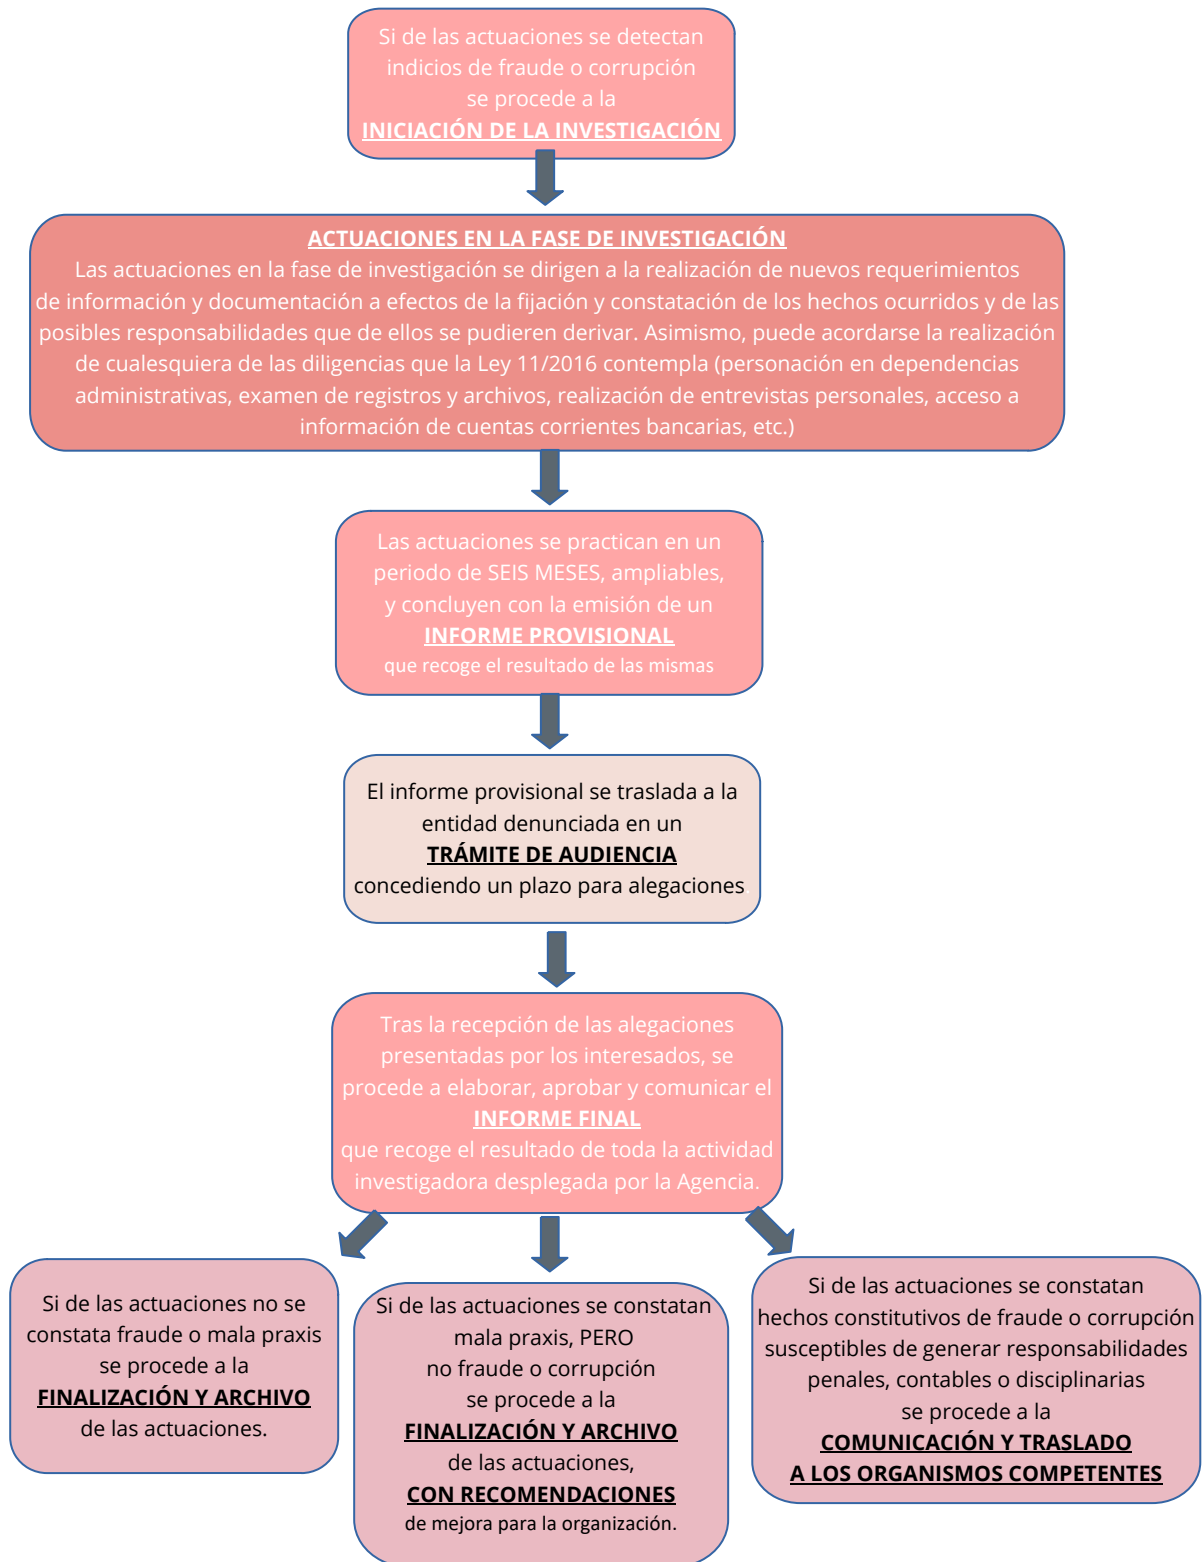 Si de las actuaciones se detectan
indicios de fraude o corrupción
se procede a la
INICIACIÓN DE LA INVESTIGACIÓN
ACTUACIONES EN LA FASE DE INVESTIGACIÓN
Las actuaciones en la fase de investigación se dirigen a la realización de nuevos requerimientos
de información y documentación a efectos de la fijación y constatación de los hechos ocurridos y de las
posibles responsabilidades que de ellos se pudieren derivar. Asimismo, puede acordarse la realización
de cualesquiera de las diligencias que la Ley 11/2016 contempla (personación en dependencias
administrativas, examen de registros y archivos, realización de entrevistas personales, acceso a
información de cuentas corrientes bancarias, etc.)
Las actuaciones se practican en un
periodo de SEIS MESES, ampliables,
y concluyen con la emisión de un
INFORME PROVISIONAL
que recoge el resultado de las mismas
El informe provisional se traslada a la
entidad denunciada en un
TRÁMITE DE AUDIENCIA
concediendo un plazo para alegaciones.
Tras la recepción de las alegaciones
presentadas por los interesados, se
procede a elaborar, aprobar y comunicar el
INFORME FINAL
que recoge el resultado de toda la actividad
investigadora desplegada por la Agencia.
Si de las actuaciones no se
constata fraude o mala praxis
se procede a la
FINALIZACIÓN Y ARCHIVO
de las actuaciones.
Si de las actuaciones se constatan
mala praxis, PERO
no fraude o corrupción
se procede a la
FINALIZACIÓN Y ARCHIVO
de las actuaciones,
CON RECOMENDACIONES
de mejora para la organización.
Si de las actuaciones se constatan
hechos constitutivos de fraude o corrupción
susceptibles de generar responsabilidades
penales, contables o disciplinarias
se procede a la
COMUNICACIÓN Y TRASLADO
A LOS ORGANISMOS COMPETENTES